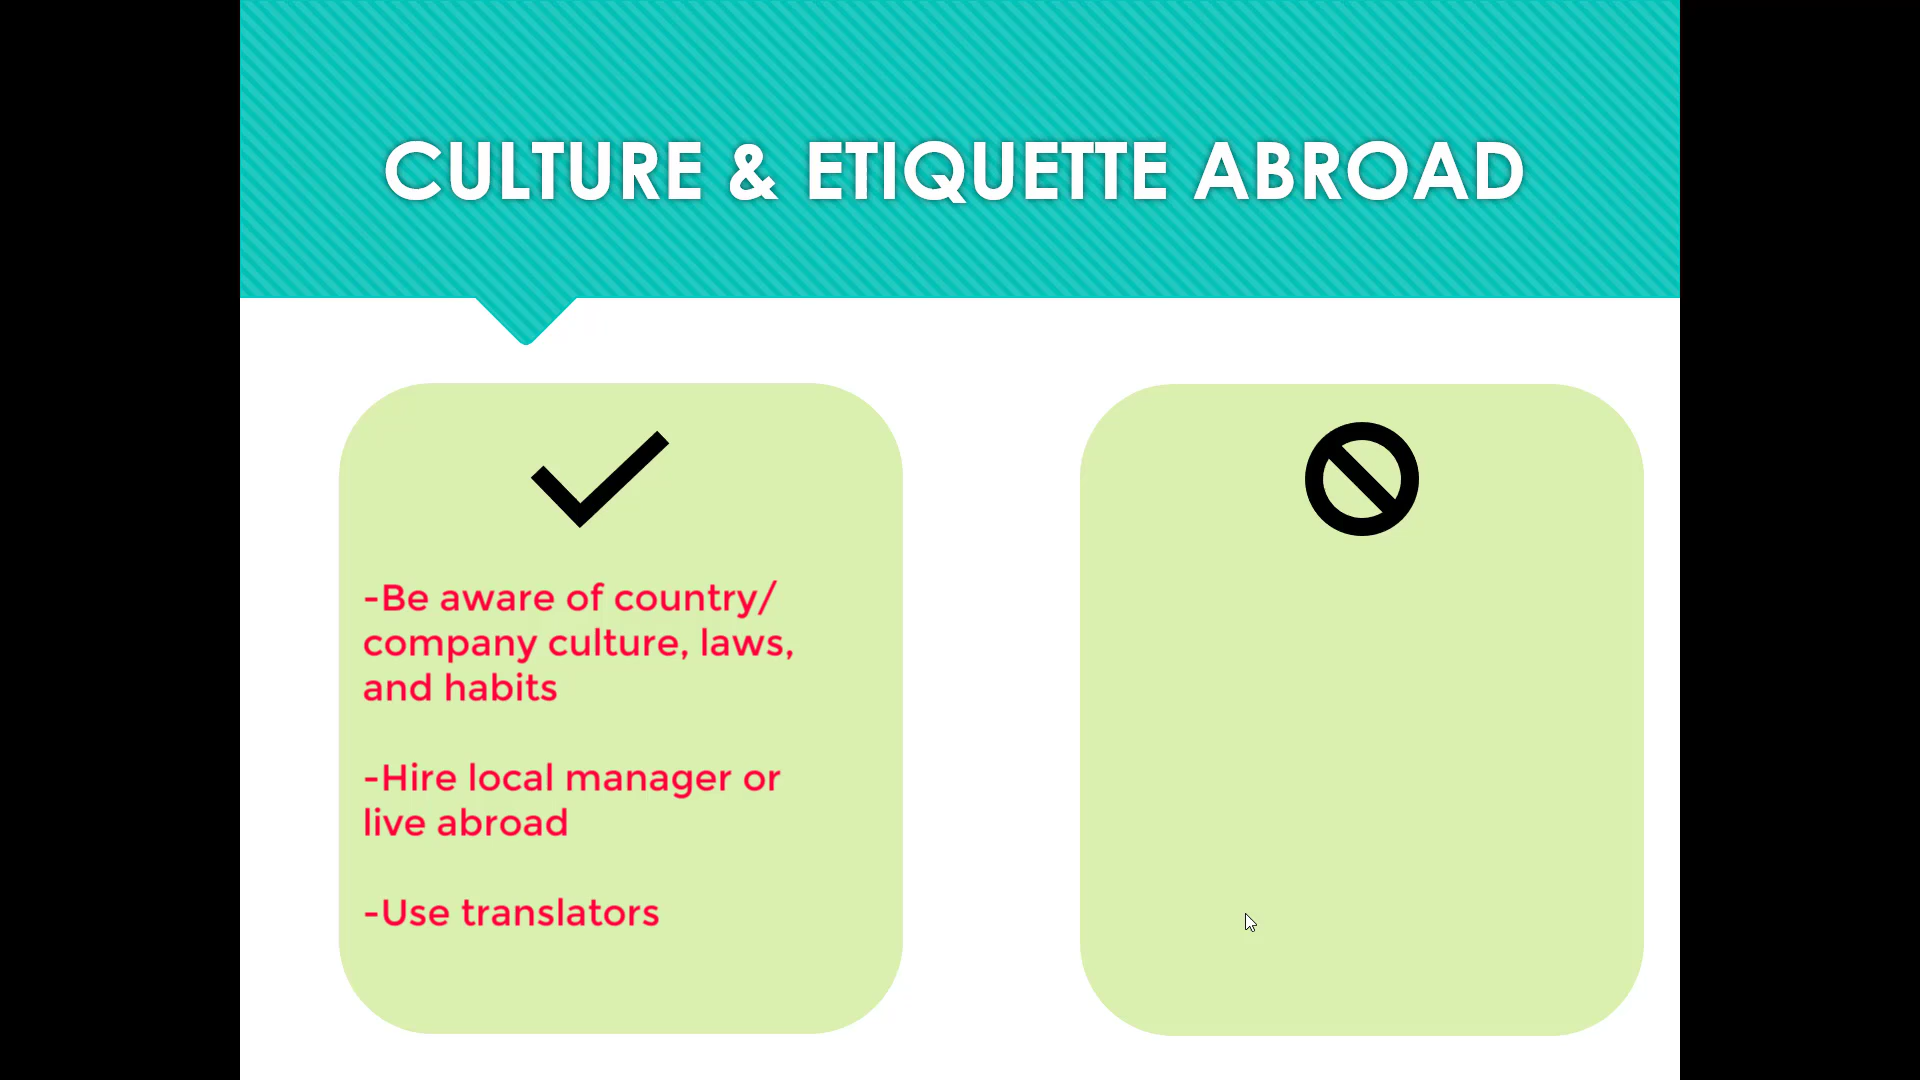 CULTURE & ETIQUETTE ABROAD
-Be aware of country/
company culture, laws,
and habits
-Hire local manager or
live abroad
-Use translators